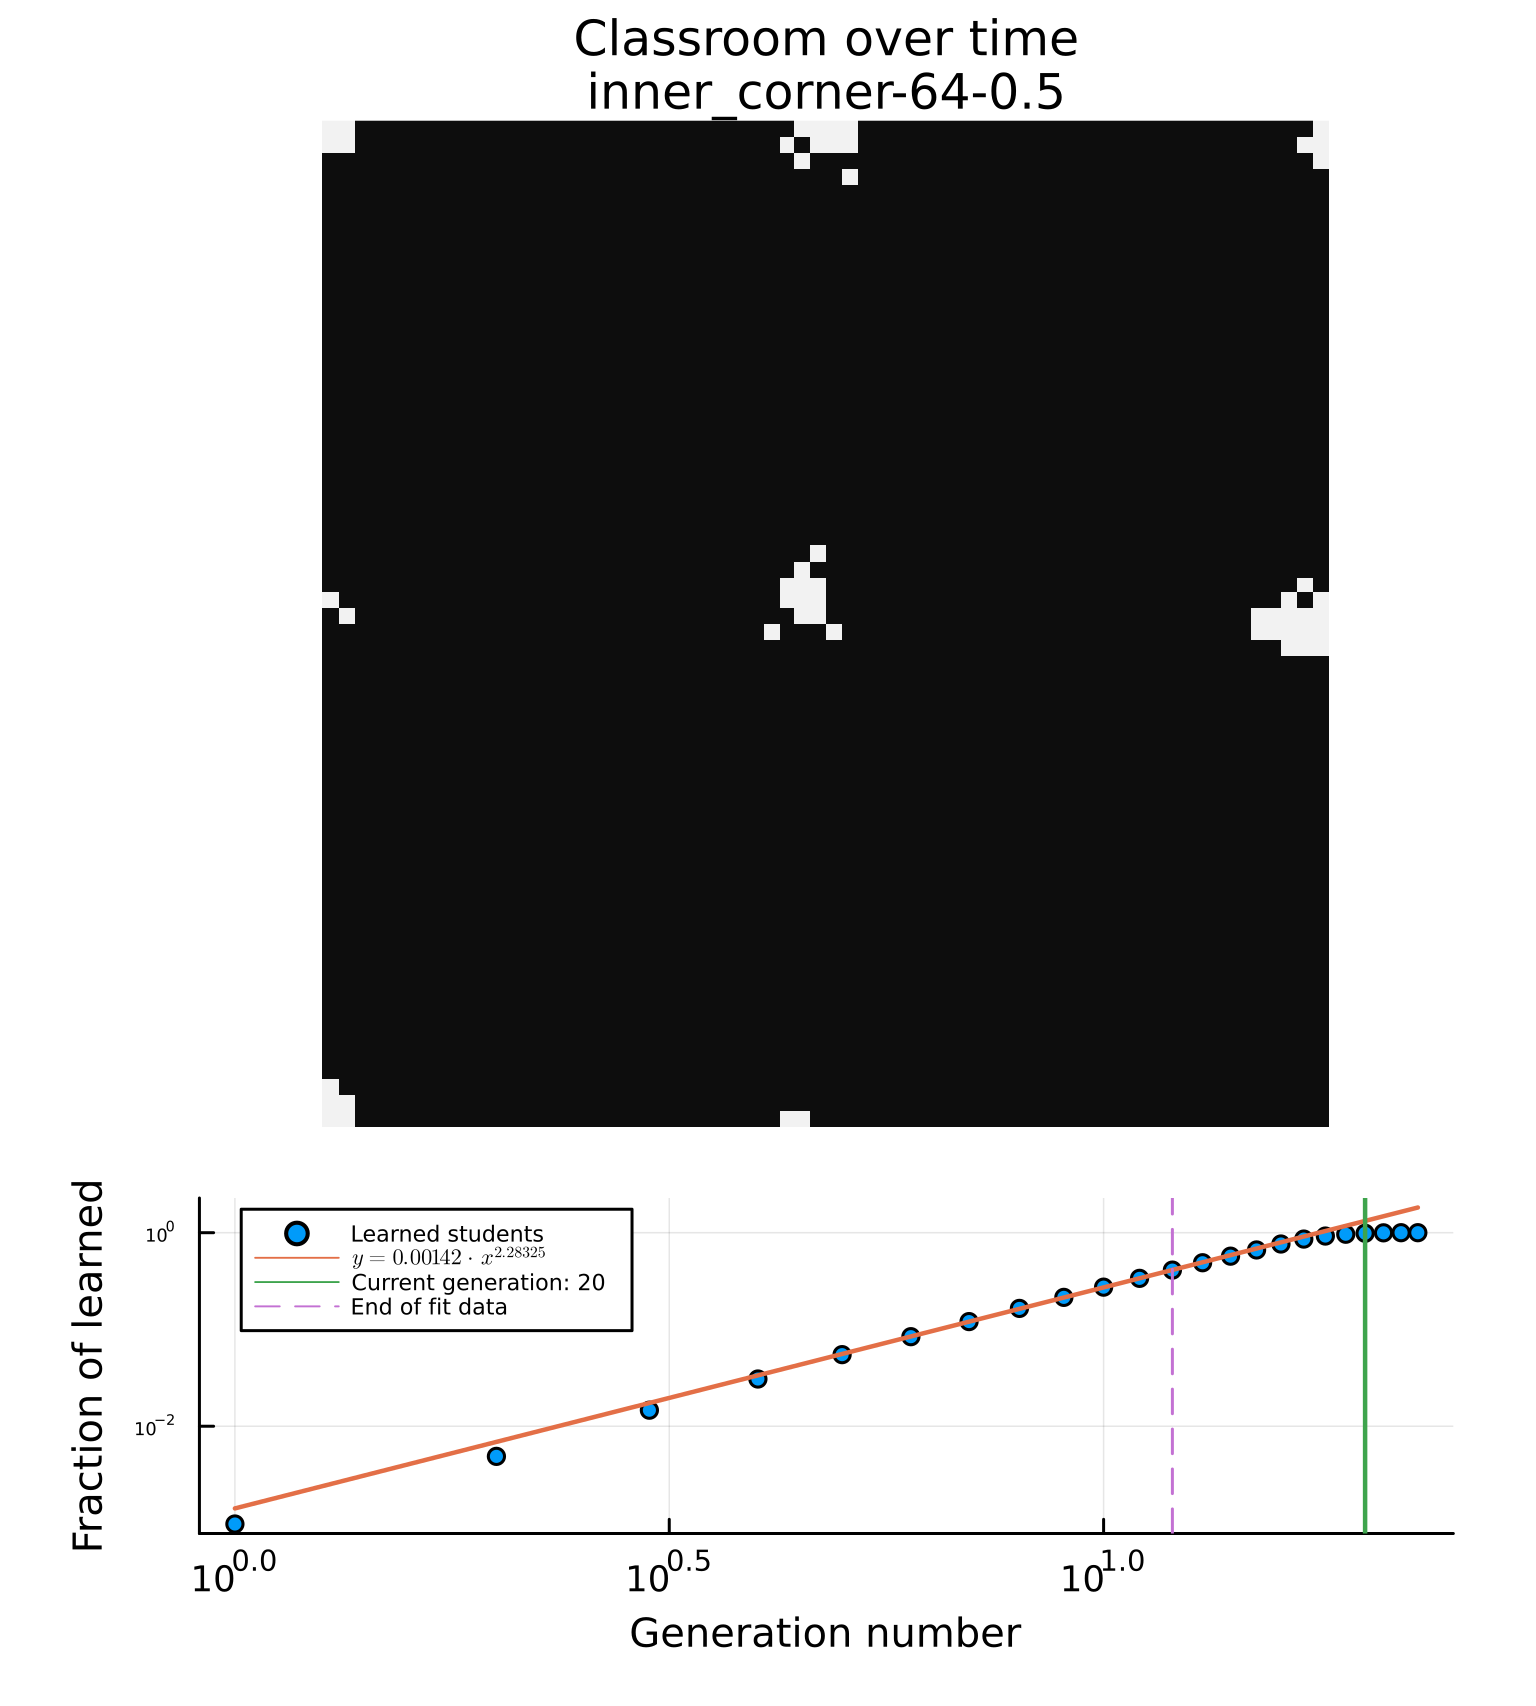 Classroom over time
inner_corner-64-0.5
Fraction of learned
10^0
10^−2
Learned students
y = 0.00142 · x^2.28325
Current generation: 20
End of fit data
10^0.0
10^0.5
10^1.0
Generation number